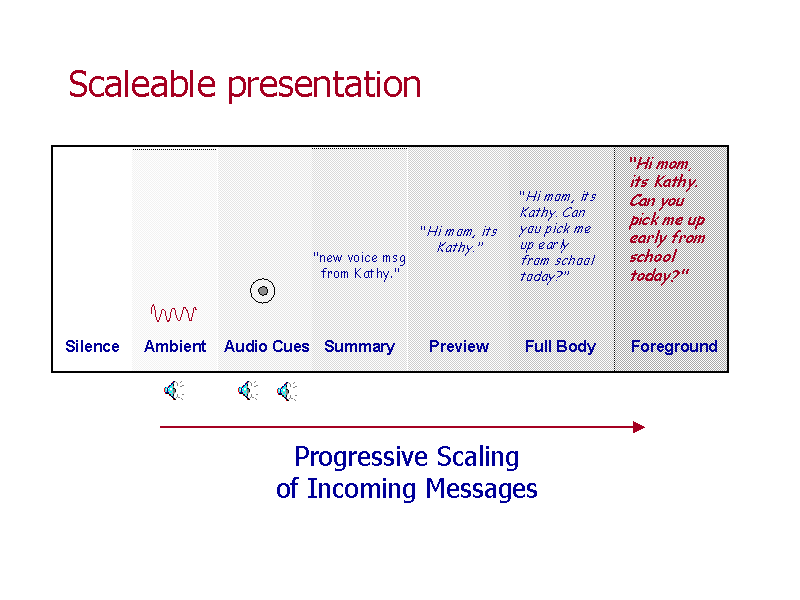 Scaleable presentation
"new voice msg
from Kathy."
"Hi mom, its
Kathy."
"Hi mom, its
Kathy. Can
you pick me
up early
from school
today?"
"Hi mom,
its Kathy.
Can you
pick me up
early from
school
today?"
Silence Ambient Audio Cues Summary Preview Full Body Foreground
Progressive Scaling
of Incoming Messages